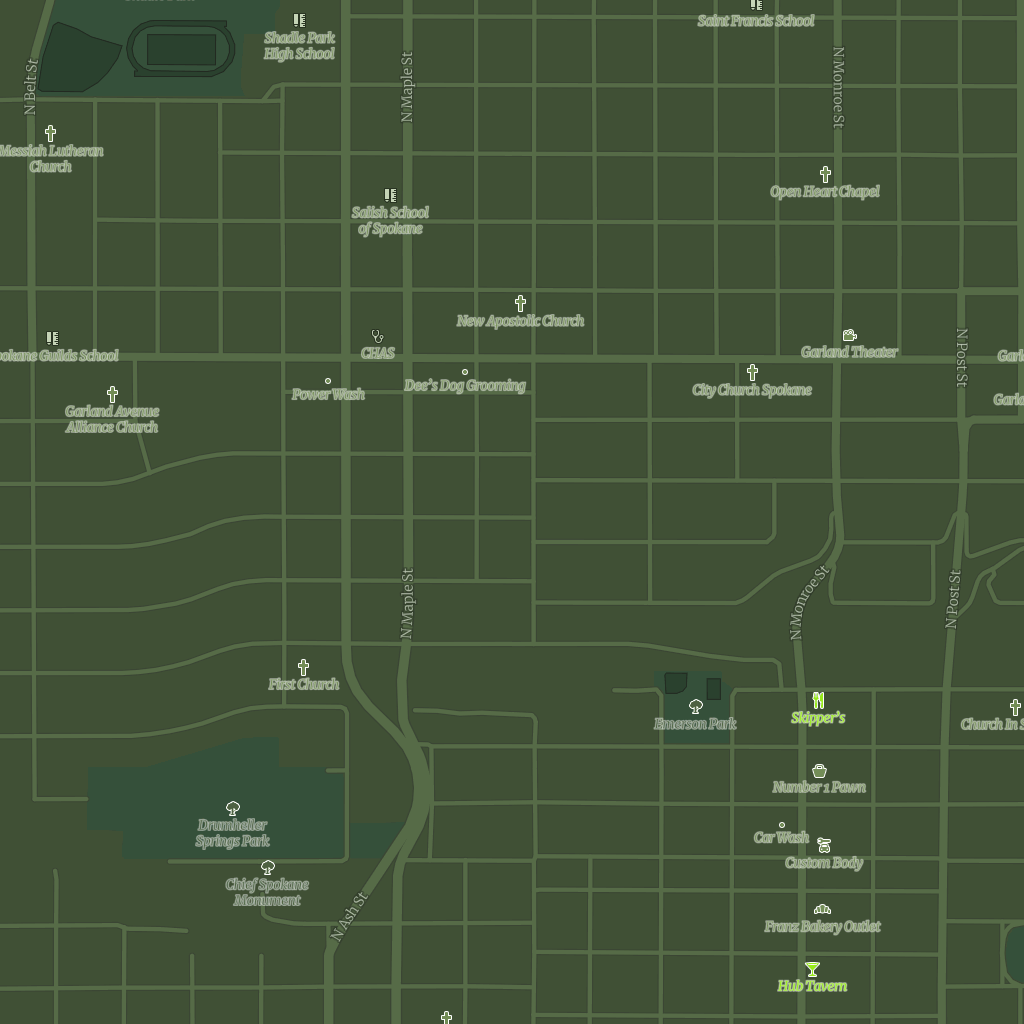 Saint Francis School
Shadle Park
High School
N Belt St
N Maple St
N Monroe St
Messiah Lutheran
Church
Open Heart Chapel
Salish School
of Spokane
New Apostolic Church
okane Guilds School
CHAS
Garland Theater
N Post St
Garl
Power Wash
Dee's Dog Grooming
City Church Spokane
Garla
Garland Avenue
Alliance Church
N Maple St
N Monroe St
N Post St
First Church
Emerson Park
Skipper's
Church In S
Number 1 Pawn
Drumheller
Springs Park
Car Wash
Custom Body
Chief Spokane
Monument
N Ash St
Franz Bakery Outlet
Hub Tavern